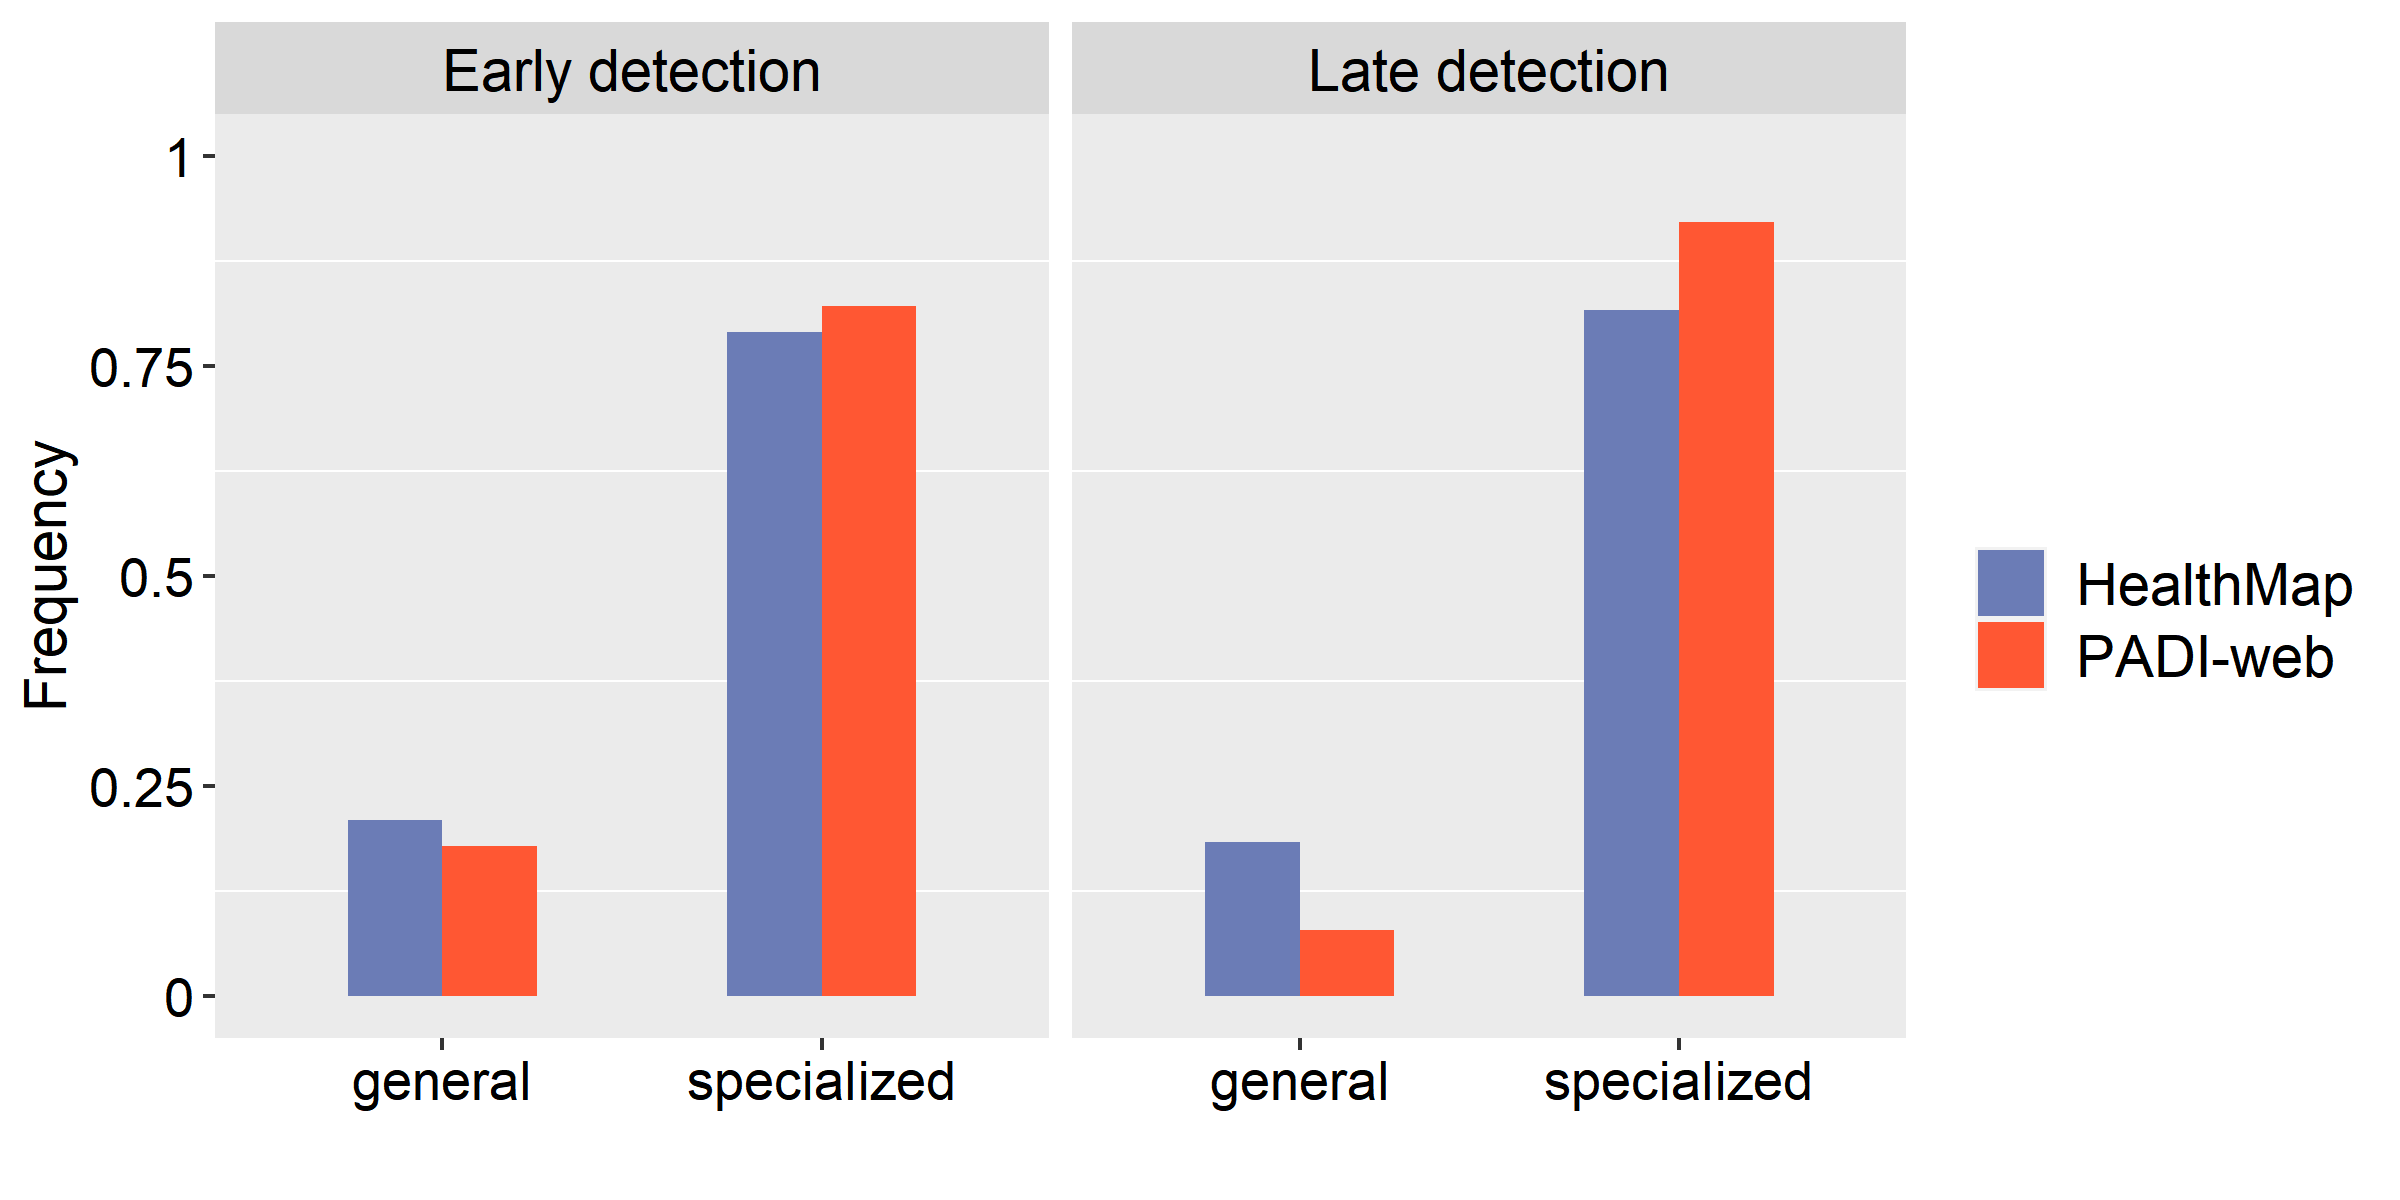 Early detection
Late detection
1
0.75
0.5
0.25
0
Frequency
general
specialized
general
specialized
HealthMap
PADI-web